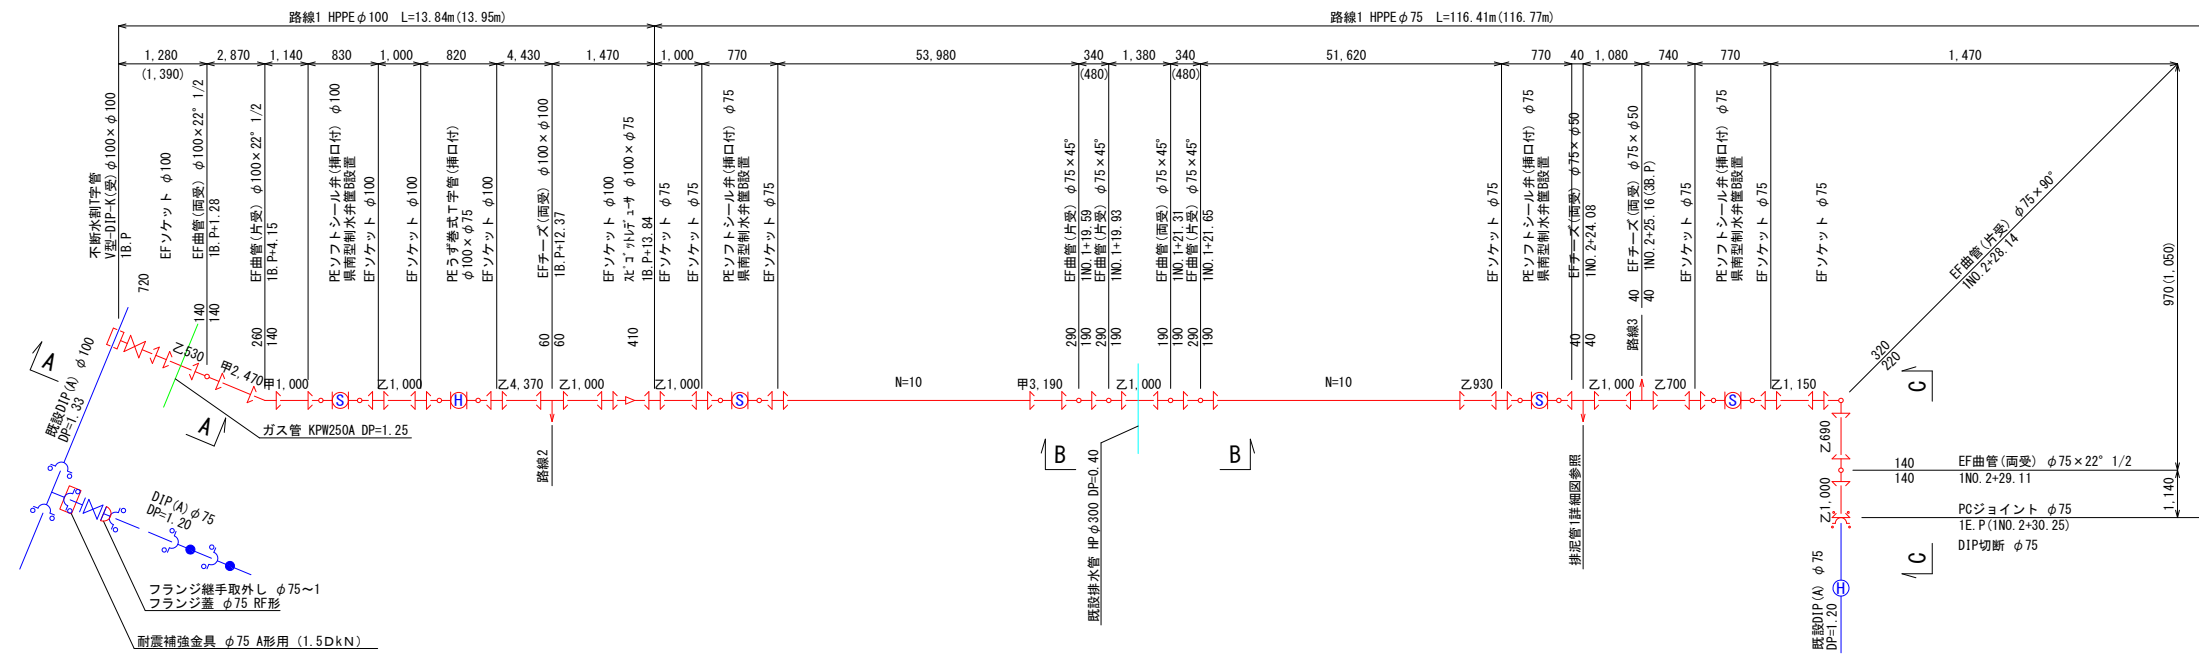 路線1 HPPEφ100 L=13.84m(13.95m)
路線1 HPPEφ75 L=116.41m(116.77m)
1,280
2,870
1,140
830
1,000
820
4,430
1,470
1,000
770
53,980
340
1,380
340
51,620
770
40
1,080
740
770
1,470
(1,390)
(480)
(480)
不断水割T字管
V型-DIP-K(受)φ100×φ100
1B.P
720
EFソケット φ100
EF曲管(両受) φ100×22° 1/2
1B.P+1.28
140
140
EF曲管(片受) φ100×22° 1/2
1B.P+4.15
260
140
PEソフトシール弁(挿口付) φ100
県南型制水弁筐B設置
EFソケット φ100
EFソケット φ100
PEうず巻式T字管(挿口付)
φ100×φ75
EFソケット φ100
EFチーズ(両受) φ100×φ100
1B.P+12.37
60
60
EFソケット φ100
スピゴットレデューサ φ100×φ75
1B.P+13.84
410
EFソケット φ75
EFソケット φ75
PEソフトシール弁(挿口付) φ75
県南型制水弁筐B設置
EFソケット φ75
EF曲管(片受) φ75×45°
1NO.1+19.59
EF曲管(片受) φ75×45°
1NO.1+19.93
290
190
290
190
EF曲管(両受) φ75×45°
1NO.1+21.31
EF曲管(片受) φ75×45°
1NO.1+21.65
190
190
290
190
EFソケット φ75
PEソフトシール弁(挿口付) φ75
県南型制水弁筐B設置
EFチーズ(両受) φ75×φ50
1NO.2+24.08
40
40
EFチーズ(両受) φ75×φ50
1NO.2+25.16(3B.P)
40
40
路線3
EFソケット φ75
PEソフトシール弁(挿口付) φ75
県南型制水弁筐B設置
EFソケット φ75
EFソケット φ75
EF曲管(片受) φ75×90°
1NO.2+28.14
320
220
970(1,050)
1,140
A
A
乙530
甲2,470
甲1,000
S
乙1,000
H
乙4,370
乙1,000
乙1,000
S
N=10
甲3,190
乙1,000
N=10
乙930
S
乙1,000
乙700
S
乙1,150
C
C
既設DIP(A) φ100
DP=1.33
ガス管 KPW250A DP=1.25
路線2
B
B
既設排水管 HPφ300 DP=0.40
排泥管1詳細図参照
乙690
乙1,000
140
140
EF曲管(両受) φ75×22° 1/2
1NO.2+29.11
PCジョイント φ75
1E.P(1NO.2+30.25)
DIP切断 φ75
H
既設DIP(A) φ75
DP=1.20
DIP(A)φ75
DP=1.20
フランジ継手取外し φ75～1
フランジ蓋 φ75 RF形
耐震補強金具 φ75 A形用 (1.5DkN)